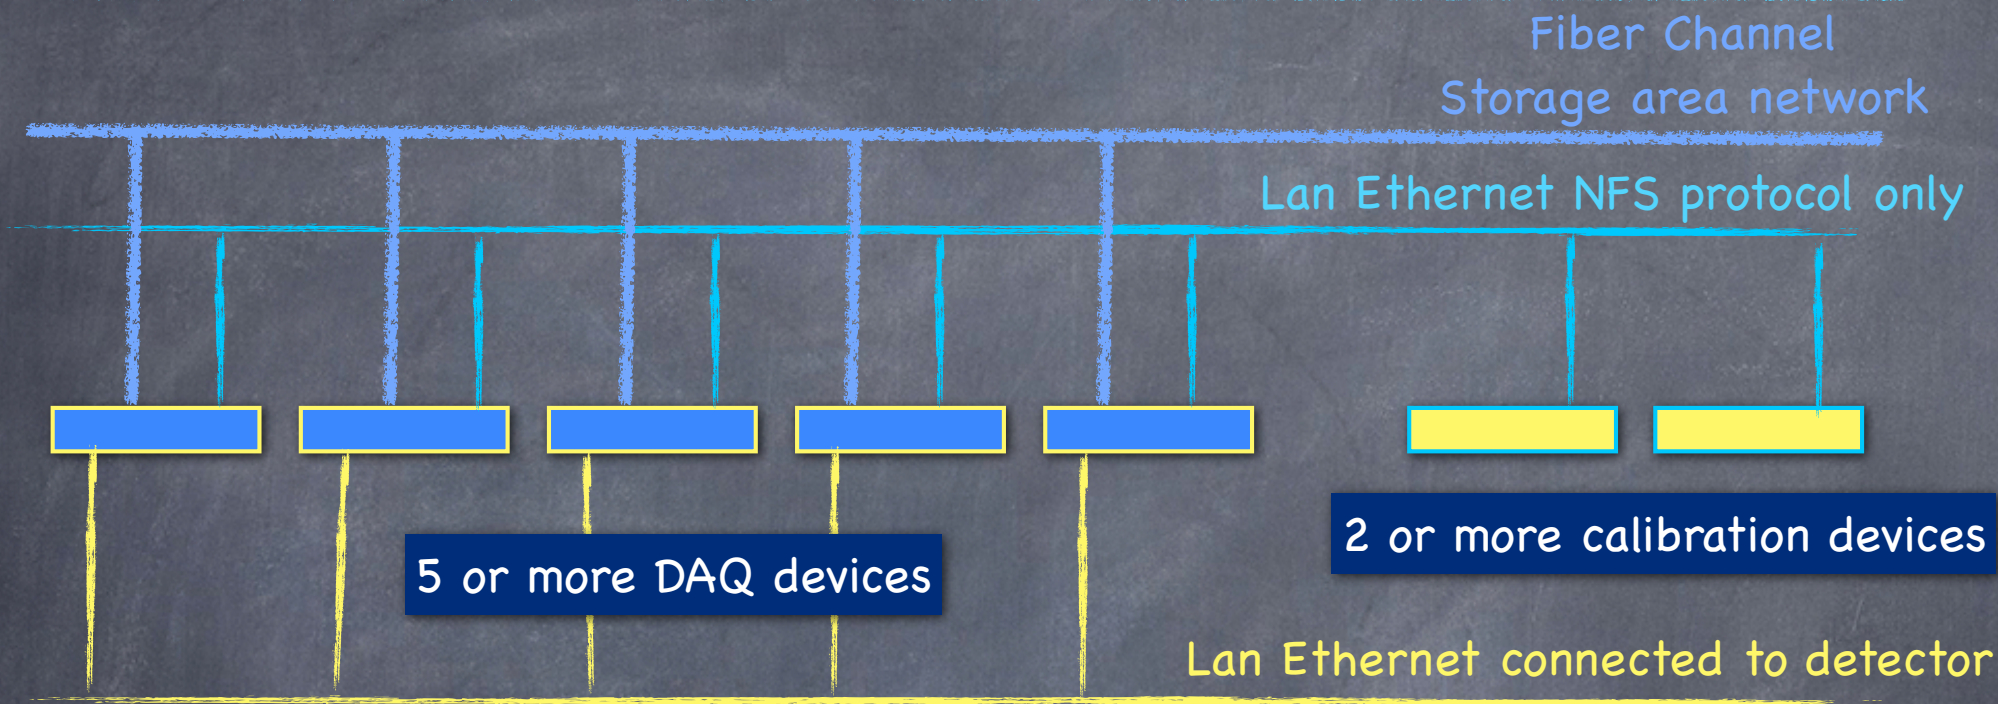 Fiber Channel
Storage area network
Lan Ethernet NFS protocol only
2 or more calibration devices
5 or more DAQ devices
Lan Ethernet connected to detector